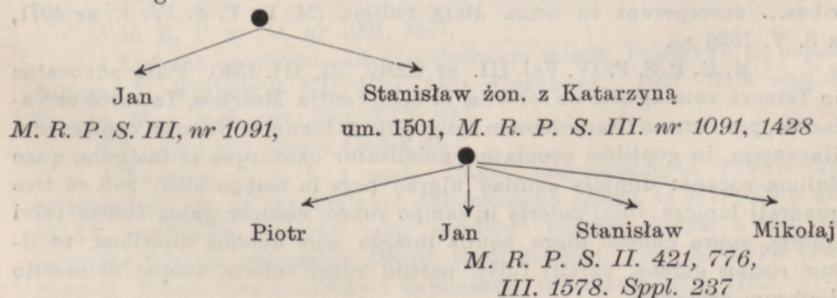 Jan
Stanisław żon. z Katarzyną
M. R. P. S. III, nr 1091,
um. 1501, M. R. P. S. III. nr 1091, 1428
Piotr
Jan
Stanisław
Mikołaj
M. R. P. S. II. 421, 776,
III. 1578. Sppl. 237